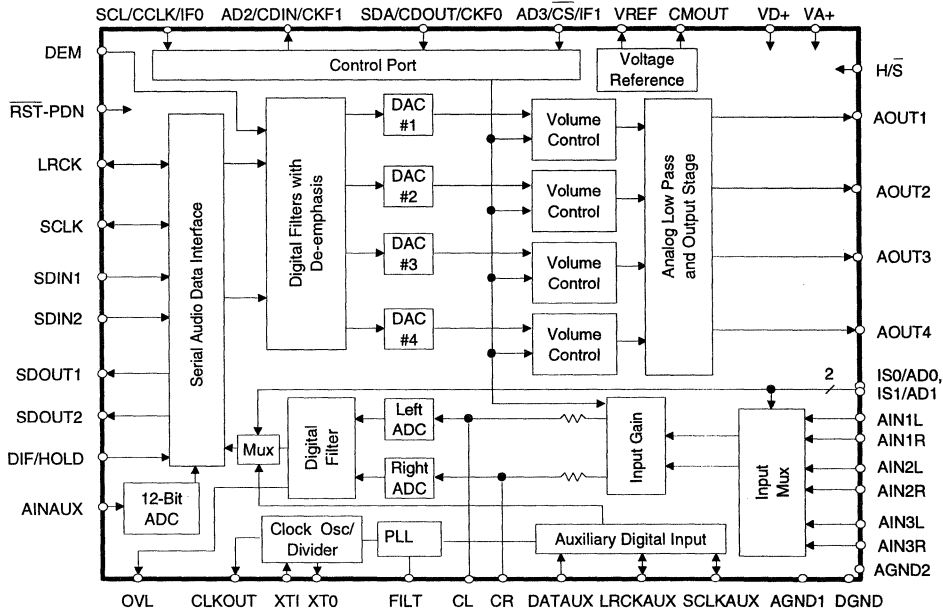 SCL/CCLK/IF0 AD2/CDIN/CKF1 SDA/CDOUT/CKF0 AD3/CS/IF1 VREF CMOUT VD+ VA+
DEM
Control Port
Voltage
Reference
H/S
RST-PDN
LRCK
SCLK
SDIN1
SDIN2
SDOUT1
SDOUT2
DIF/HOLD
AINAUX
Serial Audio Data Interface
Digital Filters with
De-emphasis
DAC
#1
DAC
#2
DAC
#3
DAC
#4
Volume
Control
Volume
Control
Volume
Control
Volume
Control
Analog Low Pass
and Output Stage
AOUT1
AOUT2
AOUT3
AOUT4
2
IS0/AD0,
IS1/AD1
AIN1L
AIN1R
AIN2L
AIN2R
AIN3L
AIN3R
AGND2
12-Bit
ADC
Mux
Digital
Filter
Left
ADC
Right
ADC
Input Gain
Input
Mux
Clock Osc/
Divider
PLL
Auxiliary Digital Input
OVL CLKOUT XTI XT0 FILT CL CR DATAUX LRCKAUX SCLKAUX AGND1 DGND